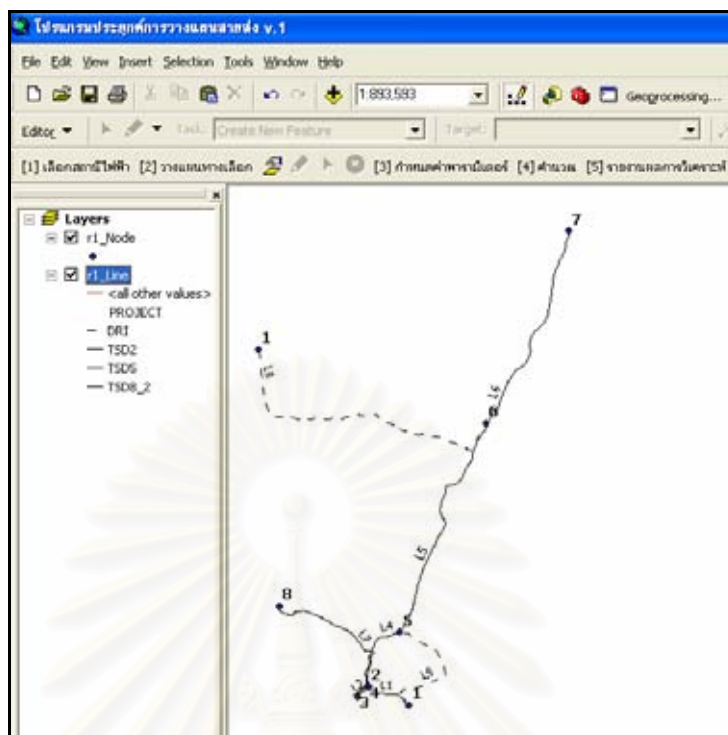 โปรแกรมประยุกต์การวางแผนสายส่ง v.1
File Edit View Insert Selection Tools Window Help
1:893,593
Geoprocessing...
Editor Task: Create New Feature Target:
[1] เลือกสถานีไฟฟ้า [2] วางแผนทางเลือก [3] กำหนดค่าพารามิเตอร์ [4] คำนวณ [5] รายงานผลการวิเคราะห์
Layers
r1_Node
r1_Line
<all other values>
PROJECT
DRI
TSD2
TSD5
TSD8_2
7
1
L6
6
L5
8
5
L4
2
L9
L1
4
3
1